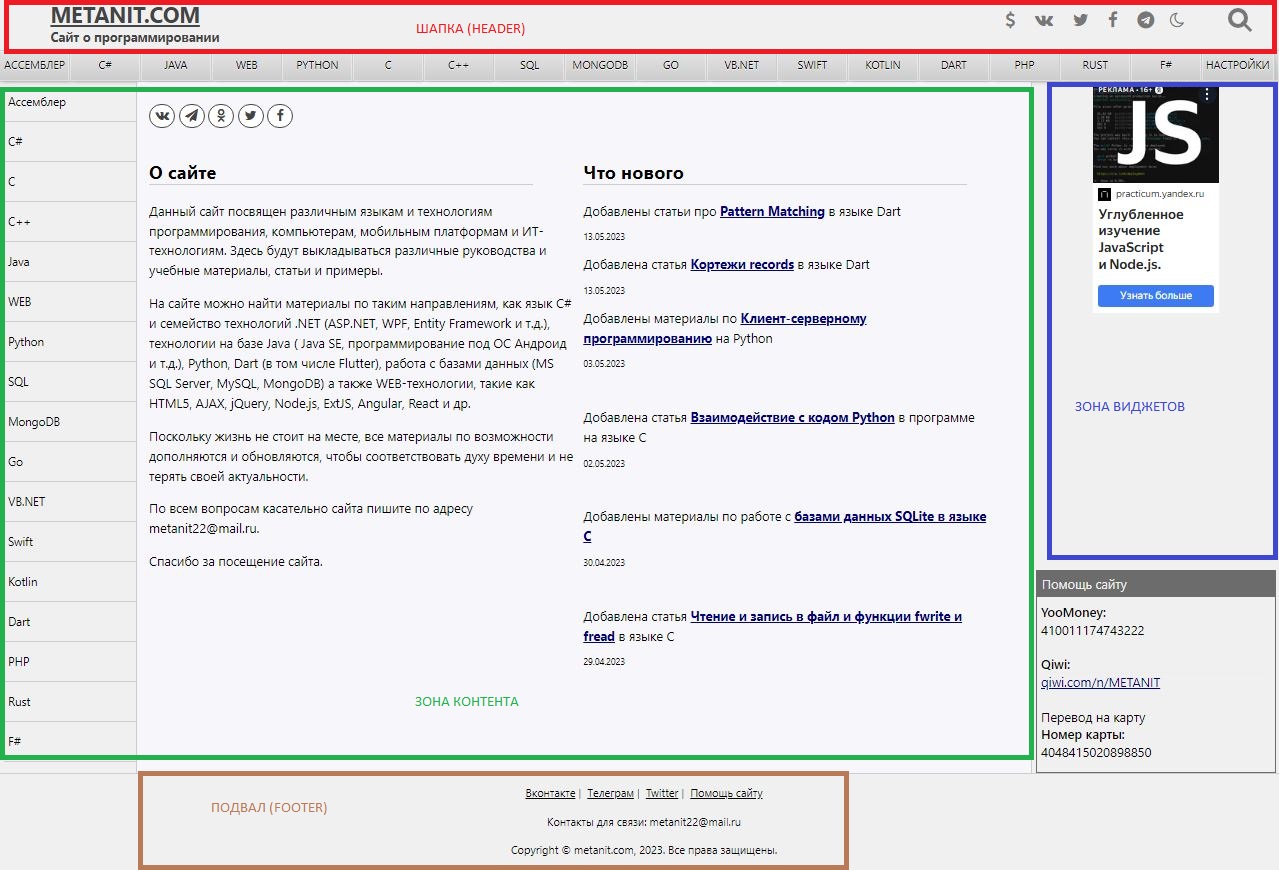 METANIT.COM
Сайт о программировании
ШАПКА (HEADER)
АССЕМБЛЕР C# JAVA WEB PYTHON C C++ SQL MONGODB GO VB.NET SWIFT KOTLIN DART PHP RUST F# НАСТРОЙКИ
Ассемблер
C#
C
C++
Java
WEB
Python
SQL
MongoDB
Go
VB.NET
Swift
Kotlin
Dart
PHP
Rust
F#
О сайте
Данный сайт посвящен различным языкам и технологиям
программирования, компьютерам, мобильным платформам и ИТ-
технологиям. Здесь будут выкладываться различные руководства и
учебные материалы, статьи и примеры.
На сайте можно найти материалы по таким направлениям, как язык C#
и семейство технологий .NET (ASP.NET, WPF, Entity Framework и т.д.),
технологии на базе Java ( Java SE, программирование под ОС Андроид
и т.д.), Python, Dart (в том числе Flutter), работа с базами данных (MS
SQL Server, MySQL, MongoDB) а также WEB-технологии, такие как
HTML5, AJAX, jQuery, Node.js, ExtJS, Angular, React и др.
Поскольку жизнь не стоит на месте, все материалы по возможности
дополняются и обновляются, чтобы соответствовать духу времени и не
терять своей актуальности.
По всем вопросам касательно сайта пишите по адресу
metanit22@mail.ru.
Спасибо за посещение сайта.
Что нового
Добавлены статьи про Pattern Matching в языке Dart
13.05.2023
Добавлена статья Кортежи records в языке Dart
13.05.2023
Добавлены материалы по Клиент-серверному
программированию на Python
03.05.2023
Добавлена статья Взаимодействие с кодом Python в программе
на языке C
02.05.2023
Добавлены материалы по работе с базами данных SQLite в языке
C
30.04.2023
Добавлена статья Чтение и запись в файл и функции fwrite и
fread в языке C
29.04.2023
ЗОНА КОНТЕНТА
РЕКЛАМА • 16+
JS
practicum.yandex.ru
Углубленное
изучение
JavaScript
и Node.js.
Узнать больше
ЗОНА ВИДЖЕТОВ
Помощь сайту
YooMoney:
410011174743222
Qiwi:
qiwi.com/n/METANIT
Перевод на карту
Номер карты:
4048415020898850
ПОДВАЛ (FOOTER)
Вконтакте | Телеграм | Twitter | Помощь сайту
Контакты для связи: metanit22@mail.ru
Copyright © metanit.com, 2023. Все права защищены.